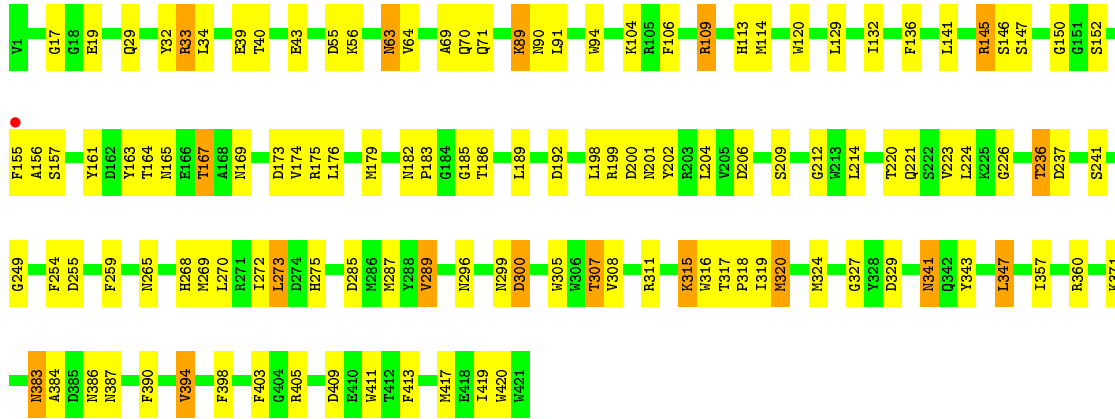 V1 G17 G18 E19 Q29 Y32 R33 L34 E39 T40 E43 D55 K56 N63 V64 A69 Q70 Q71 K89 N90 L91 W94 K104 R105 F106 R109 H113 M114 W120 L129 I132 F136 L141 R145 S146 S147 G150 G151 S152
F155 A156 S157 Y161 D162 Y163 T164 N165 E166 T167 A168 N169 D173 V174 R175 L176 M179 N182 P183 G184 G185 T186 L189 D192 L198 R199 D200 N201 Y202 R203 L204 V205 D206 S209 G212 W213 L214 T220 Q221 S222 V223 L224 K225 G226 T236 D237 S241
G249 F254 D255 F259 N265 H268 M269 L270 R271 I272 L273 D274 H275 D285 M286 M287 Y288 V289 N296 N299 D300 W305 W306 T307 V308 R311 K315 W316 T317 P318 I319 M320 M324 G327 Y328 D329 N341 Q342 Y343 L347 I357 R360 K371
N383 A384 D385 N386 N387 F390 V394 F398 F403 G404 R405 D409 E410 W411 T412 F413 M417 E418 I419 W420 W421